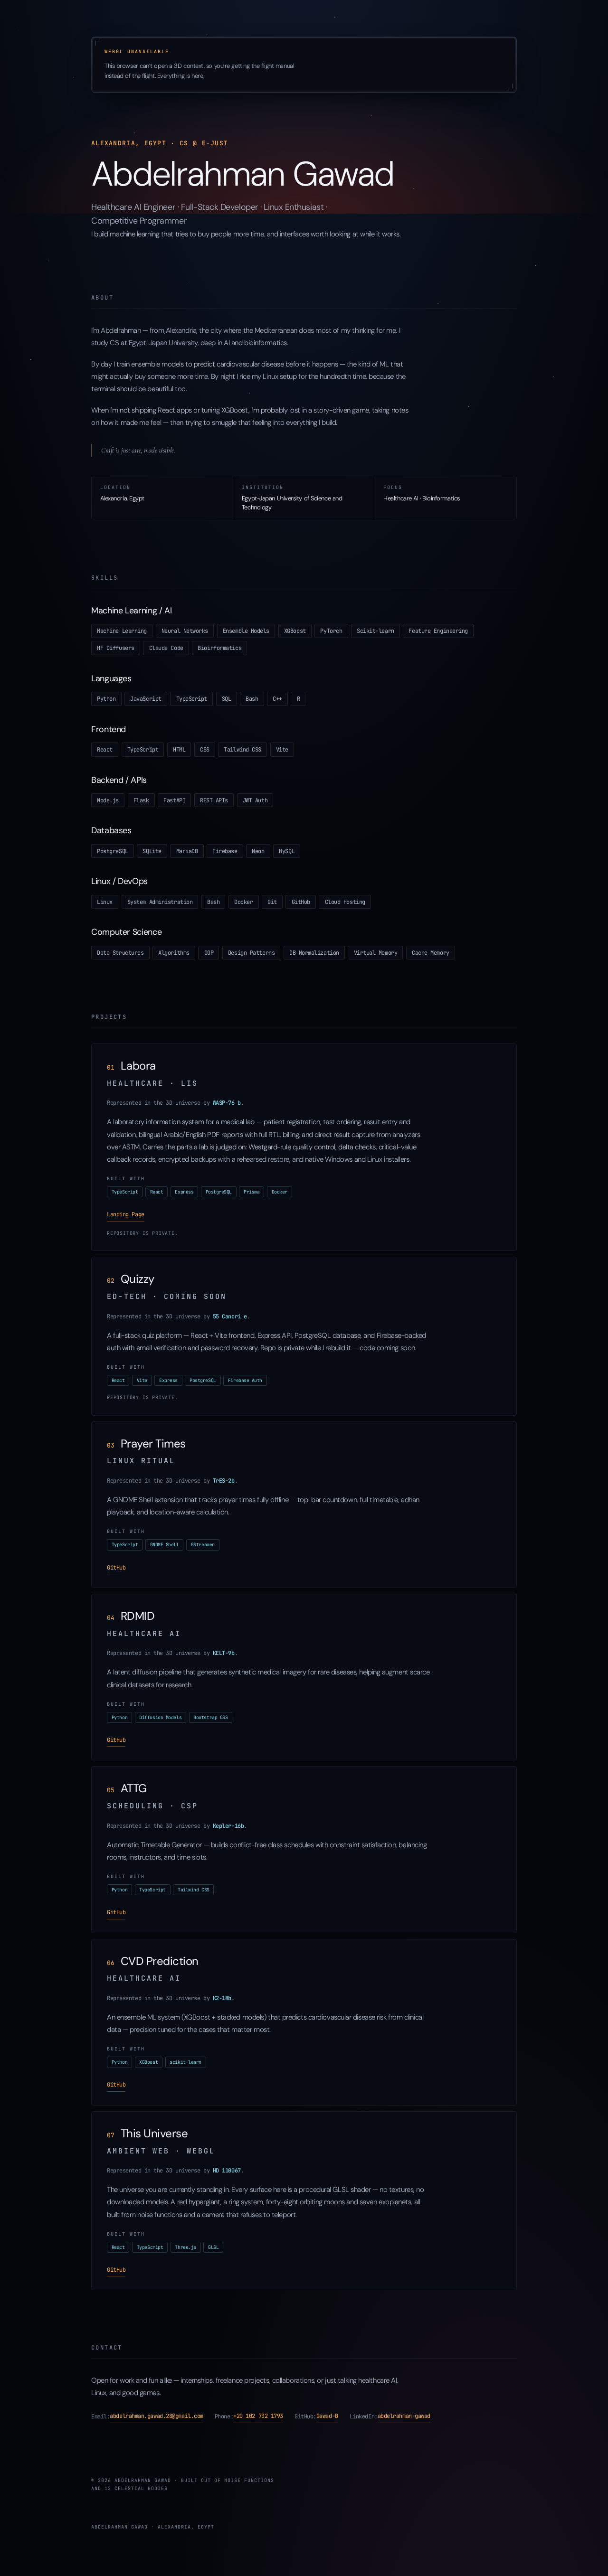 WEBGL UNAVAILABLE
This browser can't open a 3D context, so you're getting the flight manual
instead of the flight. Everything is here.
ALEXANDRIA, EGYPT · CS @ E-JUST
Abdelrahman Gawad
Healthcare AI Engineer · Full-Stack Developer · Linux Enthusiast ·
Competitive Programmer
I build machine learning that tries to buy people more time, and interfaces worth looking at while it works.
ABOUT
I'm Abdelrahman — from Alexandria, the city where the Mediterranean does most of my thinking for me. I
study CS at Egypt-Japan University, deep in AI and bioinformatics.
By day I train ensemble models to predict cardiovascular disease before it happens — the kind of ML that
might actually buy someone more time. By night I rice my Linux setup for the hundredth time, because the
terminal should be beautiful too.
When I'm not shipping React apps or tuning XGBoost, I'm probably lost in a story-driven game, taking notes
on how it made me feel — then trying to smuggle that feeling into everything I build.
Craft is just care, made visible.
LOCATION
Alexandria, Egypt
INSTITUTION
Egypt-Japan University of Science and
Technology
FOCUS
Healthcare AI · Bioinformatics
SKILLS
Machine Learning / AI
Machine Learning Neural Networks Ensemble Models XGBoost PyTorch Scikit-learn Feature Engineering
HF Diffusers Claude Code Bioinformatics
Languages
Python JavaScript TypeScript SQL Bash C++ R
Frontend
React TypeScript HTML CSS Tailwind CSS Vite
Backend / APIs
Node.js Flask FastAPI REST APIs JWT Auth
Databases
PostgreSQL SQLite MariaDB Firebase Neon MySQL
Linux / DevOps
Linux System Administration Bash Docker Git GitHub Cloud Hosting
Computer Science
Data Structures Algorithms OOP Design Patterns DB Normalization Virtual Memory Cache Memory
PROJECTS
01 Labora
HEALTHCARE · LIS
Represented in the 3D universe by WASP-76 b.
A laboratory information system for a medical lab — patient registration, test ordering, result entry and
validation, bilingual Arabic/English PDF reports with full RTL, billing, and direct result capture from analyzers
over ASTM. Carries the parts a lab is judged on: Westgard-rule quality control, delta checks, critical-value
callback records, encrypted backups with a rehearsed restore, and native Windows and Linux installers.
BUILT WITH
TypeScript React Express PostgreSQL Prisma Docker
Landing Page
REPOSITORY IS PRIVATE.
02 Quizzy
ED-TECH · COMING SOON
Represented in the 3D universe by 55 Cancri e.
A full-stack quiz platform — React + Vite frontend, Express API, PostgreSQL database, and Firebase-backed
auth with email verification and password recovery. Repo is private while I rebuild it — code coming soon.
BUILT WITH
React Vite Express PostgreSQL Firebase Auth
REPOSITORY IS PRIVATE.
03 Prayer Times
LINUX RITUAL
Represented in the 3D universe by TrES-2b.
A GNOME Shell extension that tracks prayer times fully offline — top-bar countdown, full timetable, adhan
playback, and location-aware calculation.
BUILT WITH
TypeScript GNOME Shell GStreamer
GitHub
04 RDMID
HEALTHCARE AI
Represented in the 3D universe by KELT-9b.
A latent diffusion pipeline that generates synthetic medical imagery for rare diseases, helping augment scarce
clinical datasets for research.
BUILT WITH
Python Diffusion Models Bootstrap CSS
GitHub
05 ATTG
SCHEDULING · CSP
Represented in the 3D universe by Kepler-16b.
Automatic Timetable Generator — builds conflict-free class schedules with constraint satisfaction, balancing
rooms, instructors, and time slots.
BUILT WITH
Python TypeScript Tailwind CSS
GitHub
06 CVD Prediction
HEALTHCARE AI
Represented in the 3D universe by K2-18b.
An ensemble ML system (XGBoost + stacked models) that predicts cardiovascular disease risk from clinical
data — precision tuned for the cases that matter most.
BUILT WITH
Python XGBoost scikit-learn
GitHub
07 This Universe
AMBIENT WEB · WEBGL
Represented in the 3D universe by HD 110067.
The universe you are currently standing in. Every surface here is a procedural GLSL shader — no textures, no
downloaded models. A red hypergiant, a ring system, forty-eight orbiting moons and seven exoplanets, all
built from noise functions and a camera that refuses to teleport.
BUILT WITH
React TypeScript Three.js GLSL
GitHub
CONTACT
Open for work and fun alike — internships, freelance projects, collaborations, or just talking healthcare AI,
Linux, and good games.
Email: abdelrahman.gawad.28@gmail.com Phone: +20 102 732 1793 GitHub: Gawad-B LinkedIn: abdelrahman-gawad
© 2026 ABDELRAHMAN GAWAD · BUILT OUT OF NOISE FUNCTIONS
AND 12 CELESTIAL BODIES
ABDELRAHMAN GAWAD · ALEXANDRIA, EGYPT